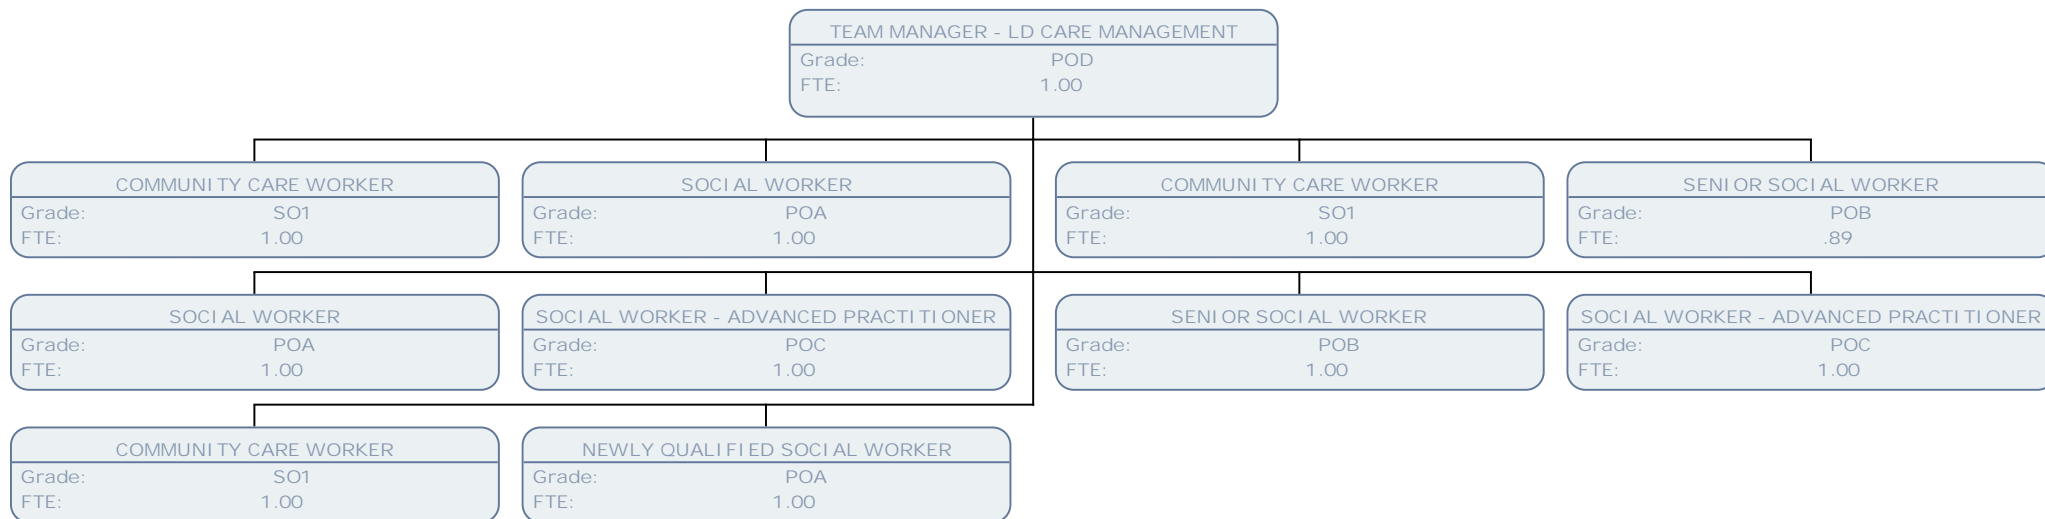 TEAM MANAGER - LD CARE MANAGEMENT
Grade: POD
FTE: 1.00
COMMUNITY CARE WORKER
Grade: SO1
FTE: 1.00
SOCIAL WORKER
Grade: POA
FTE: 1.00
COMMUNITY CARE WORKER
Grade: SO1
FTE: 1.00
SENIOR SOCIAL WORKER
Grade: POB
FTE: .89
SOCIAL WORKER
Grade: POA
FTE: 1.00
SOCIAL WORKER - ADVANCED PRACTITIONER
Grade: POC
FTE: 1.00
SENIOR SOCIAL WORKER
Grade: POB
FTE: 1.00
SOCIAL WORKER - ADVANCED PRACTITIONER
Grade: POC
FTE: 1.00
COMMUNITY CARE WORKER
Grade: SO1
FTE: 1.00
NEWLY QUALIFIED SOCIAL WORKER
Grade: POA
FTE: 1.00